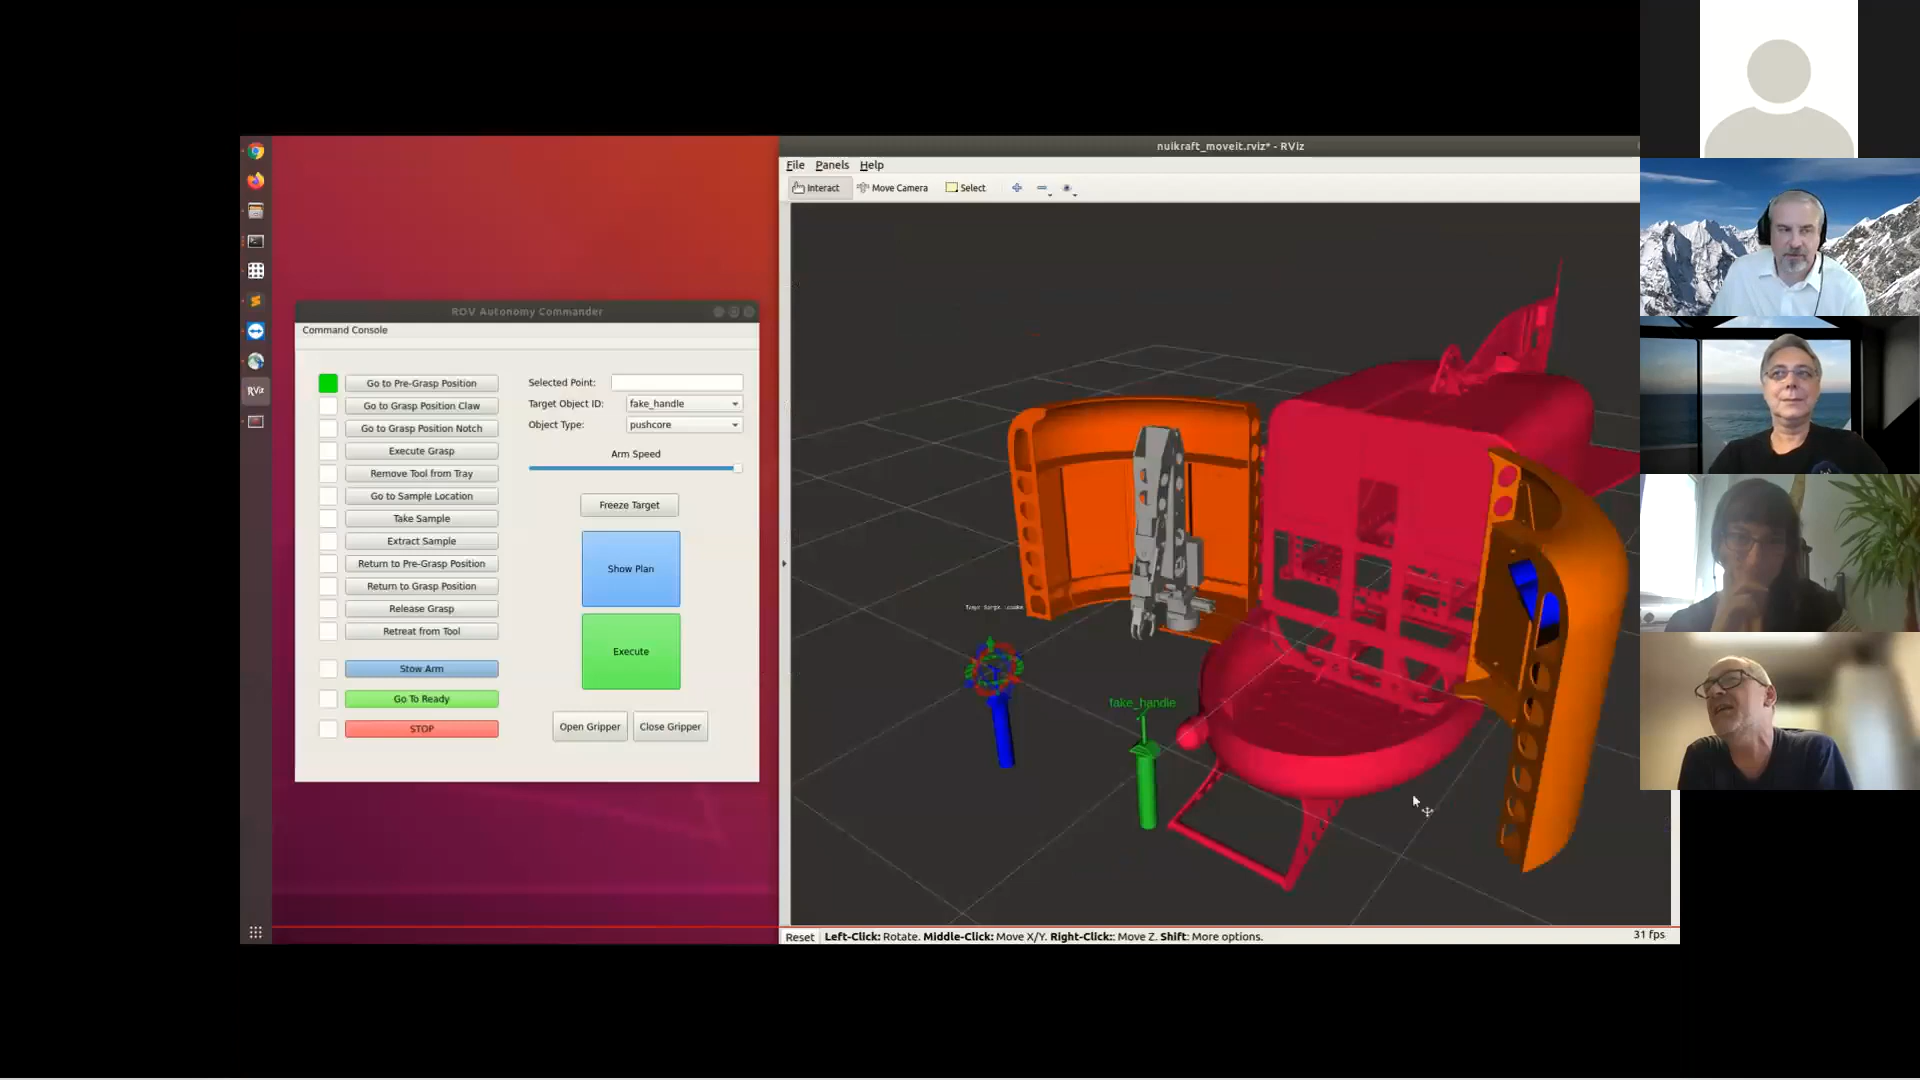 nuikraft_moveit.rviz* - RViz
File Panels Help
Interact Move Camera Select
ROV Autonomy Commander
Command Console
Go to Pre-Grasp Position
Go to Grasp Position Claw
Go to Grasp Position Notch
Execute Grasp
Remove Tool from Tray
Go to Sample Location
Take Sample
Extract Sample
Return to Pre-Grasp Position
Return to Grasp Position
Release Grasp
Retreat from Tool
Stow Arm
Go To Ready
STOP
Selected Point:
Target Object ID: fake_handle
Object Type: pushcore
Arm Speed
Freeze Target
Show Plan
Execute
Open Gripper Close Gripper
RViz
fake_handle
Reset Left-Click: Rotate. Middle-Click: Move X/Y. Right-Click:: Move Z. Shift: More options.
31 fps